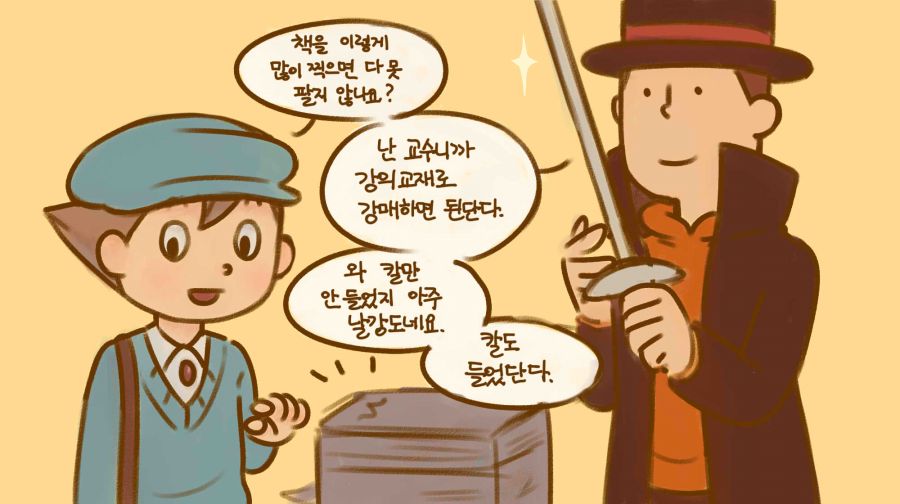 책을 이렇게
많이 찍으면 다 못
팔지 않나요?
난 교수니까
강의교재로
강매하면 된단다.
와 칼만
안 들었지 아주
날강도네요.
칼도
들었단다.